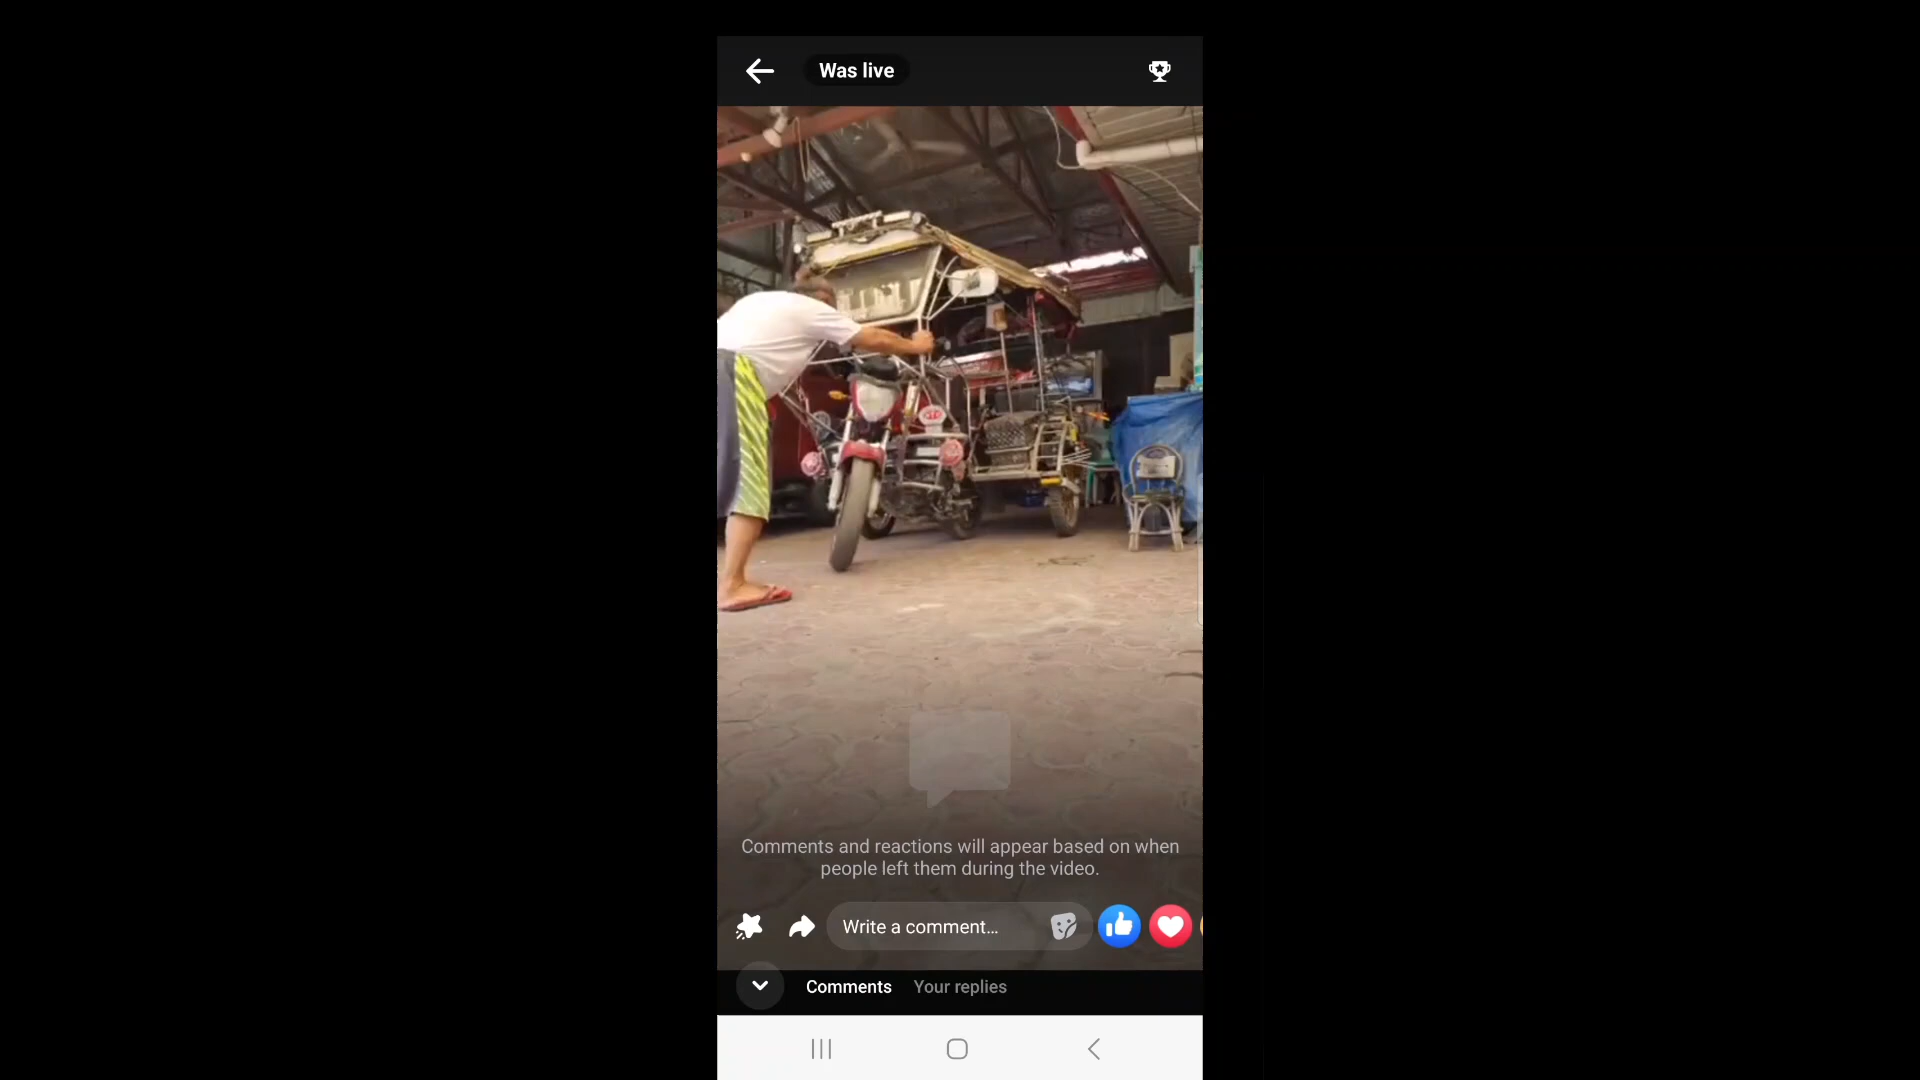 Was live
Comments and reactions will appear based on when
people left them during the video.
Write a comment...
Comments
Your replies